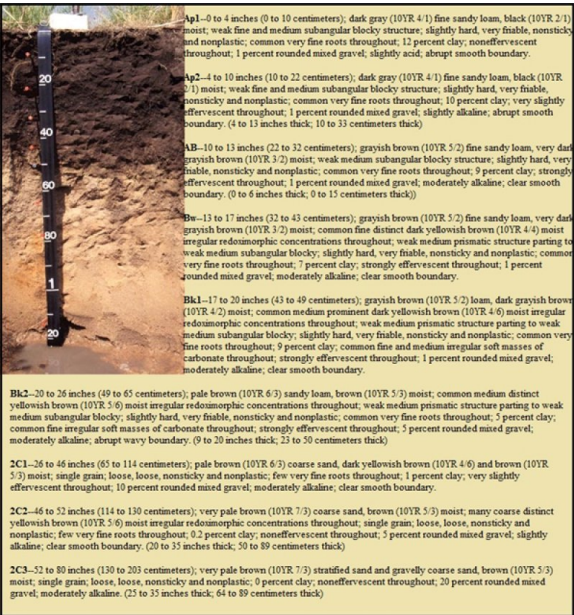 Ap1--0 to 4 inches (0 to 10 centimeters); dark gray (10YR 4/1) fine sandy loam, black (10YR 2/1)
moist; weak fine and medium subangular blocky structure; slightly hard, very friable, nonsticky
and nonplastic; common very fine roots throughout; 12 percent clay; noneffervescent
throughout; 1 percent rounded mixed gravel; slightly acid; abrupt smooth boundary.
Ap2--4 to 10 inches (10 to 22 centimeters); dark gray (10YR 4/1) fine sandy loam, black (10YR
2/1) moist; weak fine and medium subangular blocky structure; slightly hard, very friable,
nonsticky and nonplastic; common very fine roots throughout; 10 percent clay; very slightly
effervescent throughout; 1 percent rounded mixed gravel; slightly alkaline; abrupt smooth
boundary. (4 to 13 inches thick; 10 to 33 centimeters thick)
AB--10 to 13 inches (22 to 32 centimeters); grayish brown (10YR 5/2) fine sandy loam, very dark
grayish brown (10YR 3/2) moist; weak medium subangular blocky structure; slightly hard, very
friable, nonsticky and nonplastic; common very fine roots throughout; 9 percent clay; strongly
effervescent throughout; 1 percent rounded mixed gravel; moderately alkaline; clear smooth
boundary. (0 to 6 inches thick; 0 to 15 centimeters thick))
Bw--13 to 17 inches (32 to 43 centimeters); grayish brown (10YR 5/2) fine sandy loam, very dark
grayish brown (10YR 3/2) moist; common fine distinct dark yellowish brown (10YR 4/4) moist
irregular redoximorphic concentrations throughout; weak medium prismatic structure parting to
weak medium subangular blocky; slightly hard, very friable, nonsticky and nonplastic; common
very fine roots throughout; 7 percent clay; strongly effervescent throughout; 1 percent
rounded mixed gravel; moderately alkaline; clear smooth boundary.
Bk1--17 to 20 inches (43 to 49 centimeters); grayish brown (10YR 5/2) loam, dark grayish brown
(10YR 4/2) moist; common medium prominent dark yellowish brown (10YR 4/6) moist irregular
redoximorphic concentrations throughout; weak medium prismatic structure parting to weak
medium subangular blocky; slightly hard, very friable, nonsticky and nonplastic; common very
fine roots throughout; 9 percent clay; common fine and medium irregular soft masses of
carbonate throughout; strongly effervescent throughout; 1 percent rounded mixed gravel;
moderately alkaline; clear smooth boundary.
Bk2--20 to 26 inches (49 to 65 centimeters); pale brown (10YR 6/3) sandy loam, brown (10YR 5/3) moist; common medium distinct
yellowish brown (10YR 5/6) moist irregular redoximorphic concentrations throughout; weak medium prismatic structure parting to weak
medium subangular blocky; slightly hard, very friable, nonsticky and nonplastic; common very fine roots throughout; 5 percent clay;
common fine irregular soft masses of carbonate throughout; strongly effervescent throughout; 5 percent rounded mixed gravel;
moderately alkaline; abrupt wavy boundary. (9 to 20 inches thick; 23 to 50 centimeters thick)
2C1--26 to 46 inches (65 to 114 centimeters); pale brown (10YR 6/3) coarse sand, dark yellowish brown (10YR 4/6) and brown (10YR
5/3) moist; single grain; loose, loose, nonsticky and nonplastic; few very fine roots throughout; 1 percent clay; very slightly
effervescent throughout; 10 percent rounded mixed gravel; moderately alkaline; clear smooth boundary.
2C2--46 to 52 inches (114 to 130 centimeters); very pale brown (10YR 7/3) coarse sand, brown (10YR 5/3) moist; many coarse distinct
yellowish brown (10YR 5/6) moist irregular redoximorphic concentrations throughout; single grain; loose, loose, nonsticky and
nonplastic; few very fine roots throughout; 0.2 percent clay; noneffervescent throughout; 5 percent rounded mixed gravel; slightly
alkaline; clear smooth boundary. (20 to 35 inches thick; 50 to 89 centimeters thick)
2C3--52 to 80 inches (130 to 203 centimeters); very pale brown (10YR 7/3) stratified sand and gravelly coarse sand, brown (10YR 5/3)
moist; single grain; loose, loose, nonsticky and nonplastic; 0 percent clay; noneffervescent throughout; 20 percent rounded mixed
gravel; moderately alkaline. (25 to 35 inches thick; 64 to 89 centimeters thick)
20
40
60
80
1
20